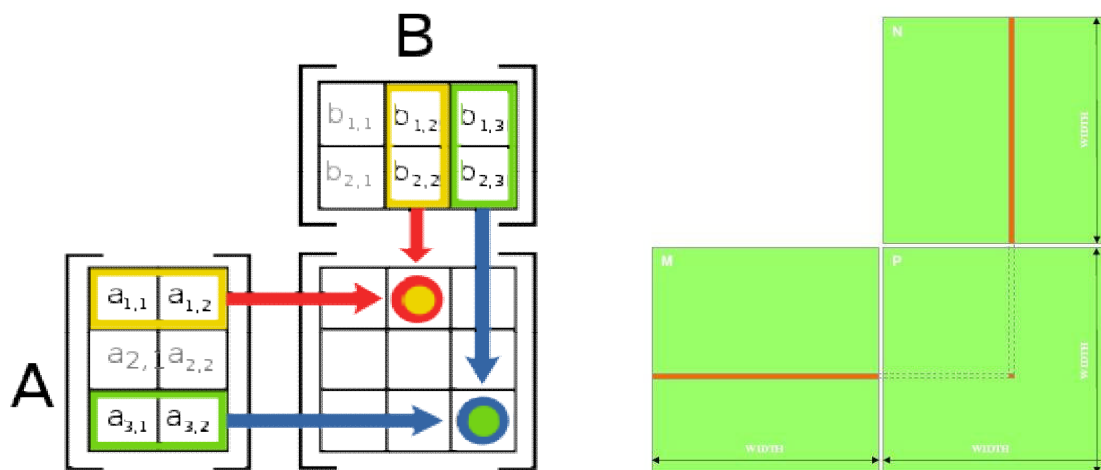 B
b1,1 b1,2 b1,3
b2,1 b2,2 b2,3
A
a1,1 a1,2
a2,1 a2,2
a3,1 a3,2
N
WIDTH
M
P
WIDTH
WIDTH
WIDTH